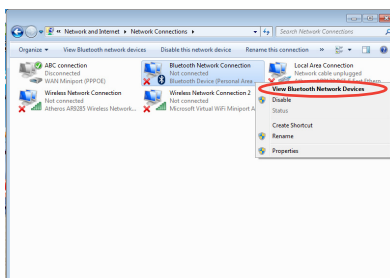 « Network and Internet ▸ Network Connections ▸
Search Network Connections
Organize ▾ View Bluetooth network devices Disable this network device Rename this connection »
ABC connection
Disconnected
WAN Miniport (PPPOE)
Bluetooth Network Connection
Not connected
Bluetooth Device (Personal Area...
Local Area Connection
Network cable unplugged
Wireless Network Connection
Not connected
Atheros AR9285 Wireless Network...
Wireless Network Connection 2
Not connected
Microsoft Virtual WiFi Miniport A
View Bluetooth Network Devices
Disable
Status
Create Shortcut
Rename
Properties